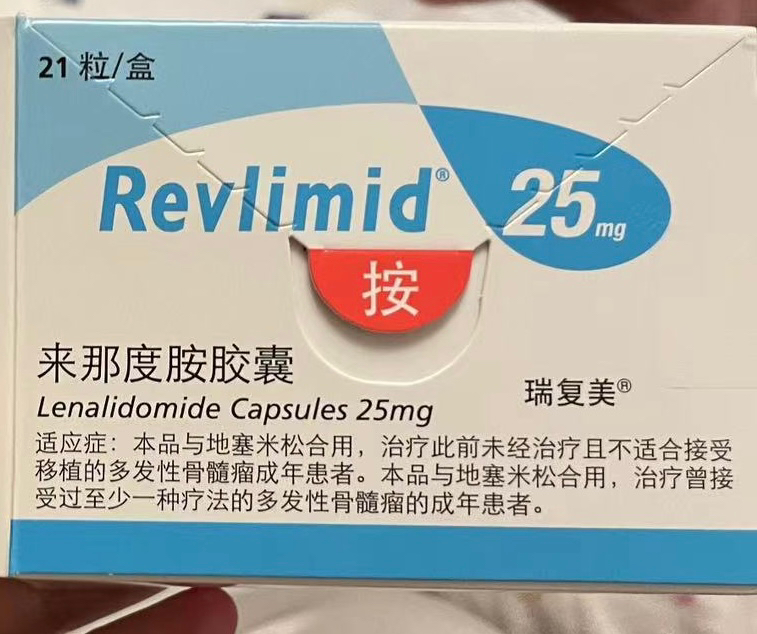 21 粒/盒
Revlimid® 25mg
按
来那度胺胶囊
瑞复美®
Lenalidomide Capsules 25mg
适应症：本品与地塞米松合用，治疗此前未经治疗且不适合接受
移植的多发性骨髓瘤成年患者。本品与地塞米松合用，治疗曾接
受过至少一种疗法的多发性骨髓瘤的成年患者。